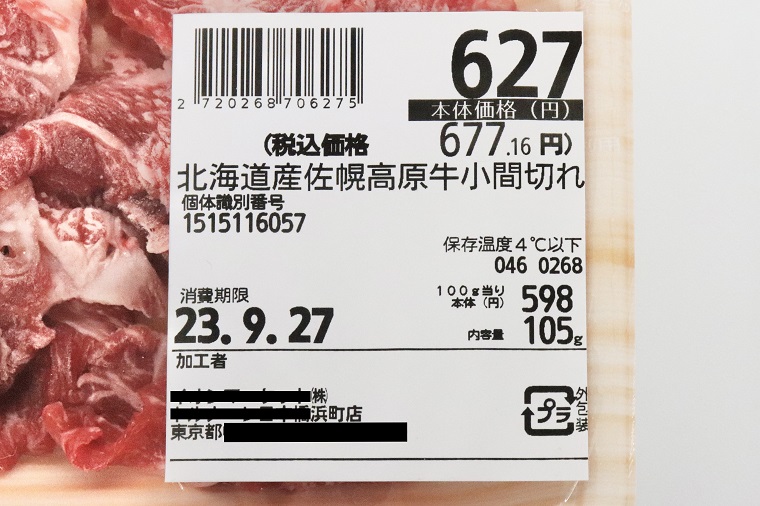 627
2 720268 706275
本体価格(円)
(税込価格 677.16 円)
北海道産佐幌高原牛小間切れ
個体識別番号
1515116057
保存温度4℃以下
046 0268
消費期限
100g当り
本体(円) 598
23.9.27
内容量 105g
加工者
㈱
浜町店
東京都
プラ
外包装